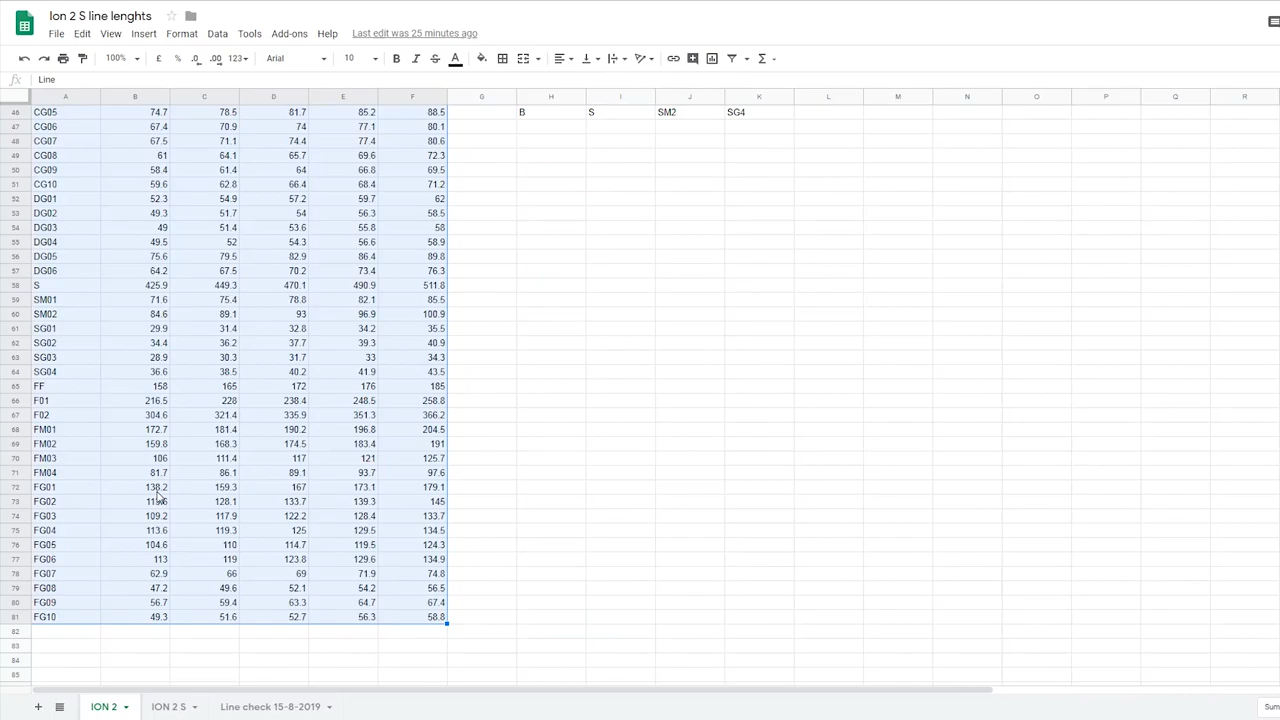 Ion 2 S line lenghts
File Edit View Insert Format Data Tools Add-ons Help Last edit was 25 minutes ago
100% £ % .0 .00 123 Arial 10 B I S A
fx Line
A B C D E F G H I J K L M N O P Q R
46 CG05 74.7 78.5 81.7 85.2 88.5 B S SM2 SG4
47 CG06 67.4 70.9 74 77.1 80.1
48 CG07 67.5 71.1 74.4 77.4 80.6
49 CG08 61 64.1 65.7 69.6 72.3
50 CG09 58.4 61.4 64 66.8 69.5
51 CG10 59.6 62.8 66.4 68.4 71.2
52 DG01 52.3 54.9 57.2 59.7 62
53 DG02 49.3 51.7 54 56.3 58.5
54 DG03 49 51.4 53.6 55.8 58
55 DG04 49.5 52 54.3 56.6 58.9
56 DG05 75.6 79.5 82.9 86.4 89.8
57 DG06 64.2 67.5 70.2 73.4 76.3
58 S 425.9 449.3 470.1 490.9 511.8
59 SM01 71.6 75.4 78.8 82.1 85.5
60 SM02 84.6 89.1 93 96.9 100.9
61 SG01 29.9 31.4 32.8 34.2 35.5
62 SG02 34.4 36.2 37.7 39.3 40.9
63 SG03 28.9 30.3 31.7 33 34.3
64 SG04 36.6 38.5 40.2 41.9 43.5
65 FF 158 165 172 176 185
66 F01 216.5 228 238.4 248.5 258.8
67 F02 304.6 321.4 335.9 351.3 366.2
68 FM01 172.7 181.4 190.2 196.8 204.5
69 FM02 159.8 168.3 174.5 183.4 191
70 FM03 106 111.4 117 121 125.7
71 FM04 81.7 86.1 89.1 93.7 97.6
72 FG01 138.2 159.3 167 173.1 179.1
73 FG02 128.1 133.7 139.3 145
74 FG03 109.2 117.9 122.2 128.4 133.7
75 FG04 113.6 119.3 125 129.5 134.5
76 FG05 104.6 110 114.7 119.5 124.3
77 FG06 113 119 123.8 129.6 134.9
78 FG07 62.9 66 69 71.9 74.8
79 FG08 47.2 49.6 52.1 54.2 56.5
80 FG09 56.7 59.4 63.3 64.7 67.4
81 FG10 49.3 51.6 52.7 56.3 58.8
82
83
84
85
ION 2 ION 2 S Line check 15-8-2019 Sum